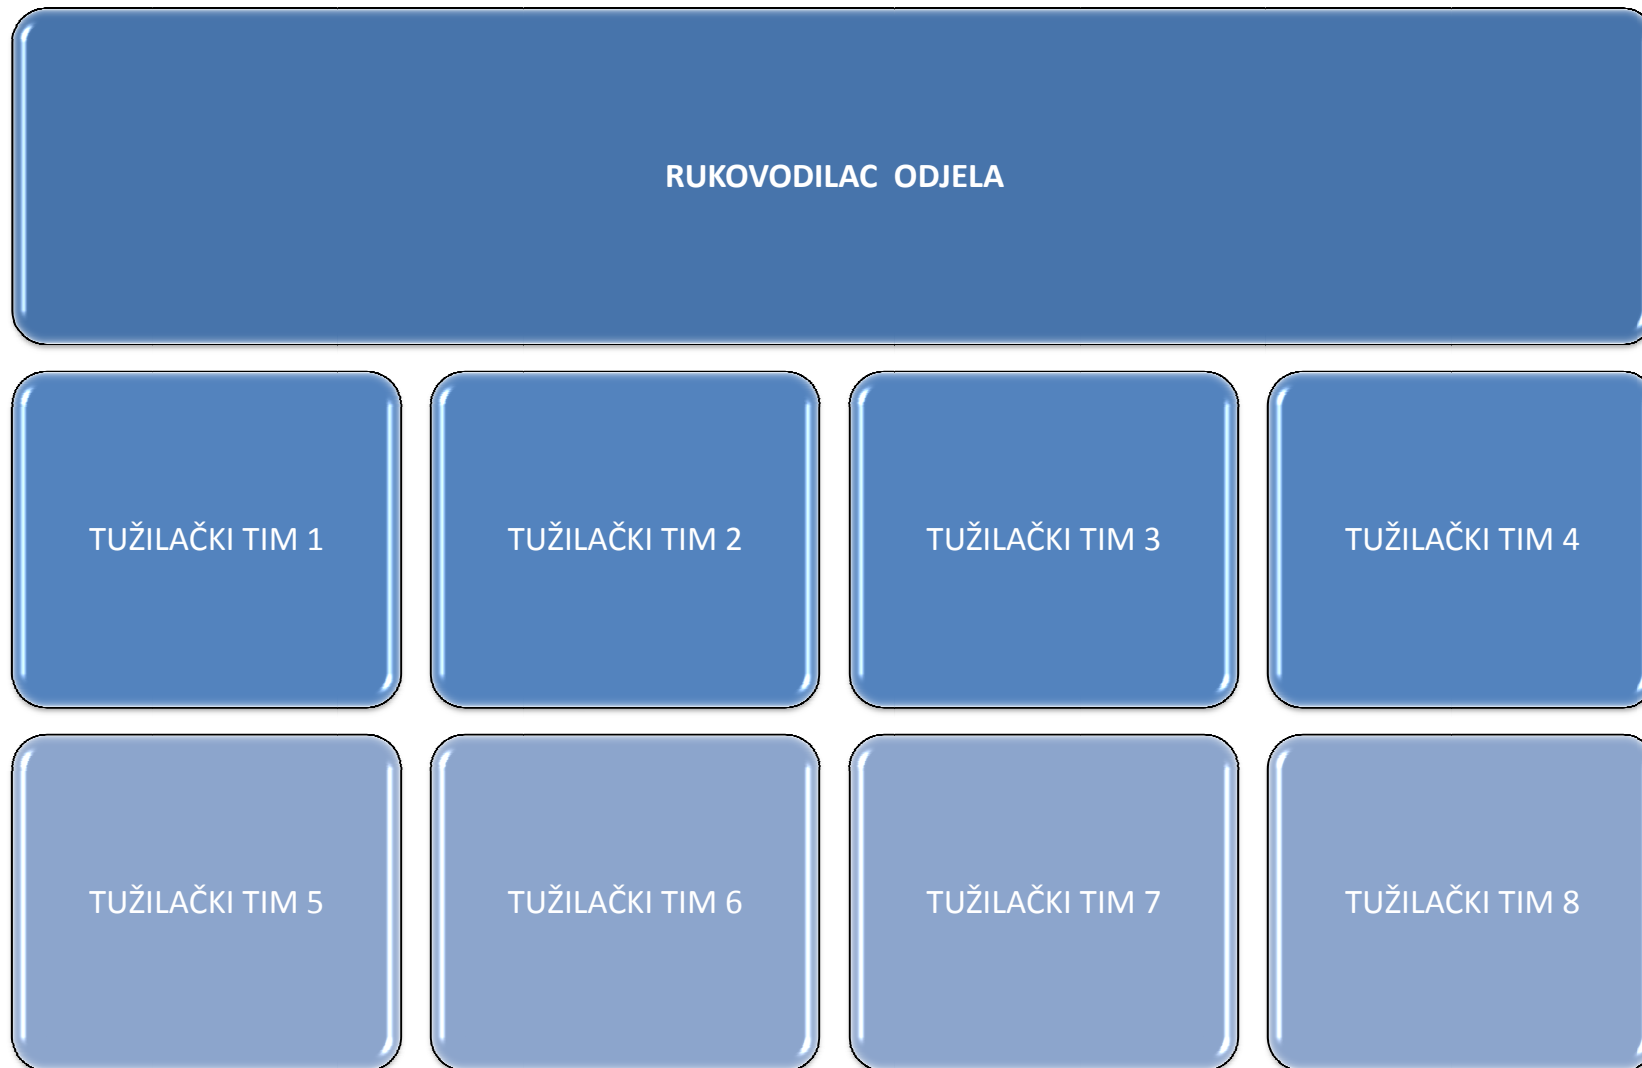 RUKOVODILAC ODJELA
TUŽILAČKI TIM 1
TUŽILAČKI TIM 2
TUŽILAČKI TIM 3
TUŽILAČKI TIM 4
TUŽILAČKI TIM 5
TUŽILAČKI TIM 6
TUŽILAČKI TIM 7
TUŽILAČKI TIM 8